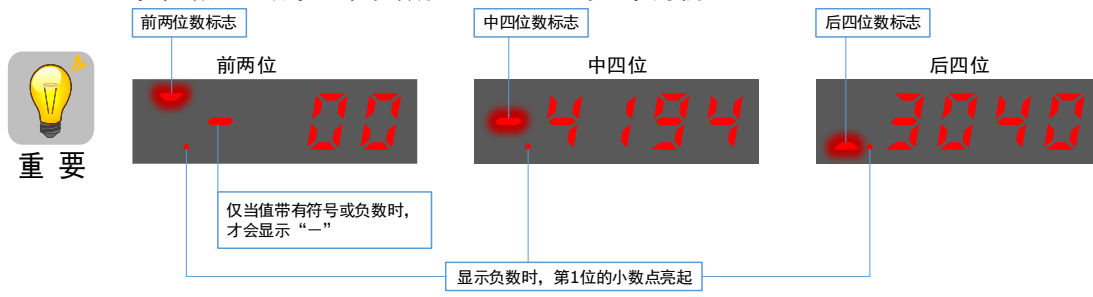 前两位数标志
中四位数标志
后四位数标志
前两位
中四位
后四位
00
4194
3040
重 要
仅当值带有符号或负数时，
才会显示“—”
显示负数时，第1位的小数点亮起